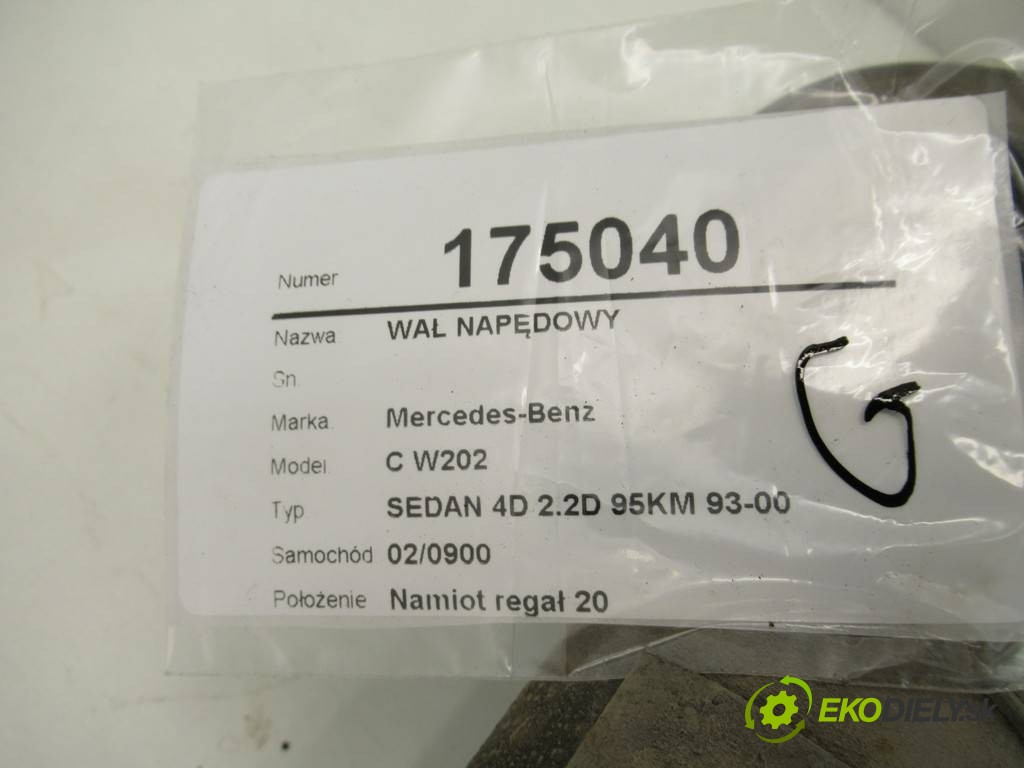 Numer 175040
Nazwa WAŁ NAPĘDOWY
Sn.
Marka Mercedes-Benz
Model C W202
Typ SEDAN 4D 2.2D 95KM 93-00
Samochód 02/0900
Położenie Namiot regał 20
G
EKODIELY.SK